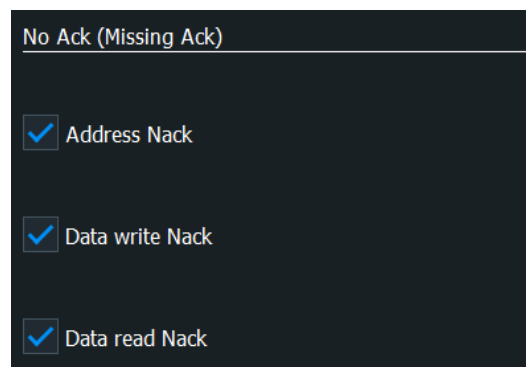 No Ack (Missing Ack)
Address Nack
Data write Nack
Data read Nack